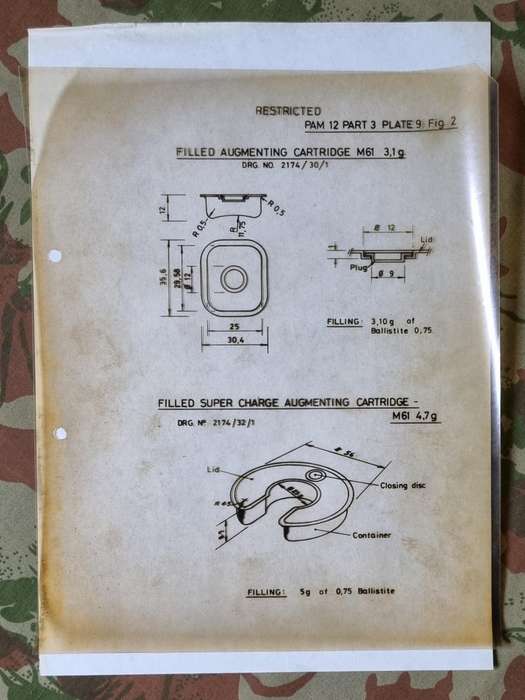 RESTRICTED
PAM 12 PART 3 PLATE 9 Fig 2
FILLED AUGMENTING CARTRIDGE M61 3,1g
DRG. NO. 2174/30/1
12
R 0,5
R 0,5
R 11,75
35,6
29,58
Ø 12
25
30,4
Ø 12
Lid
Plug
Ø 9
FILLING: 3,10g of
Ballistite 0,75.
FILLED SUPER CHARGE AUGMENTING CARTRIDGE -
M61 4,7g
DRG. Nº 2174/32/1
Ø 56
Lid
Closing disc
Container
FILLING: 5g of 0,75 Ballistite